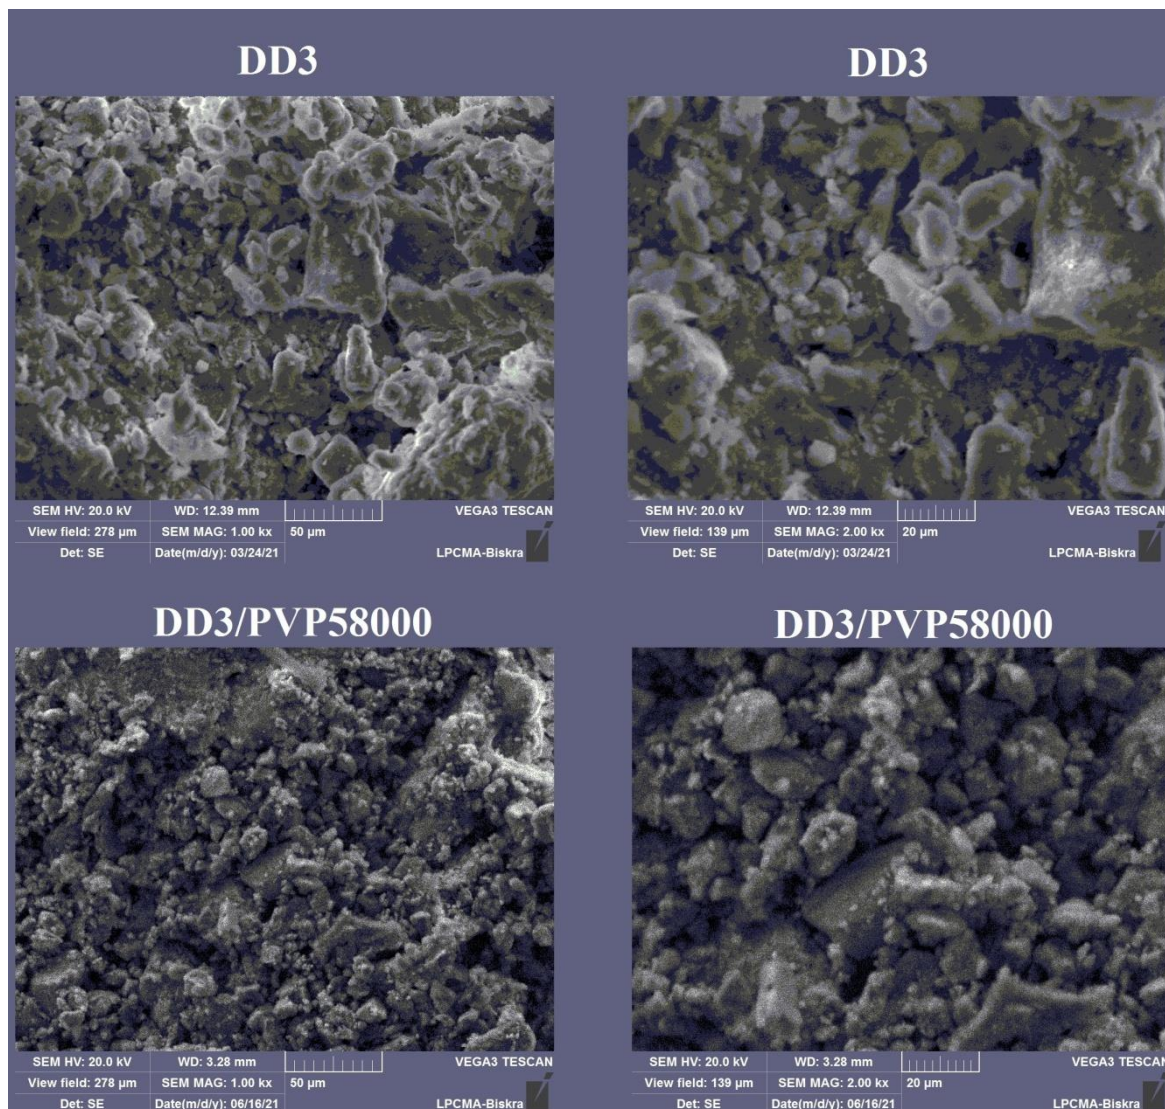 DD3
DD3
SEM HV: 20.0 kV WD: 12.39 mm VEGA3 TESCAN
View field: 278 µm SEM MAG: 1.00 kx 50 µm
Det: SE Date(m/d/y): 03/24/21 LPCMA-Biskra
SEM HV: 20.0 kV WD: 12.39 mm VEGA3 TESCAN
View field: 139 µm SEM MAG: 2.00 kx 20 µm
Det: SE Date(m/d/y): 03/24/21 LPCMA-Biskra
DD3/PVP58000
DD3/PVP58000
SEM HV: 20.0 kV WD: 3.28 mm VEGA3 TESCAN
View field: 278 µm SEM MAG: 1.00 kx 50 µm
Det: SE Date(m/d/y): 06/16/21 LPCMA-Biskra
SEM HV: 20.0 kV WD: 3.28 mm VEGA3 TESCAN
View field: 139 µm SEM MAG: 2.00 kx 20 µm
Det: SE Date(m/d/y): 06/16/21 LPCMA-Biskra